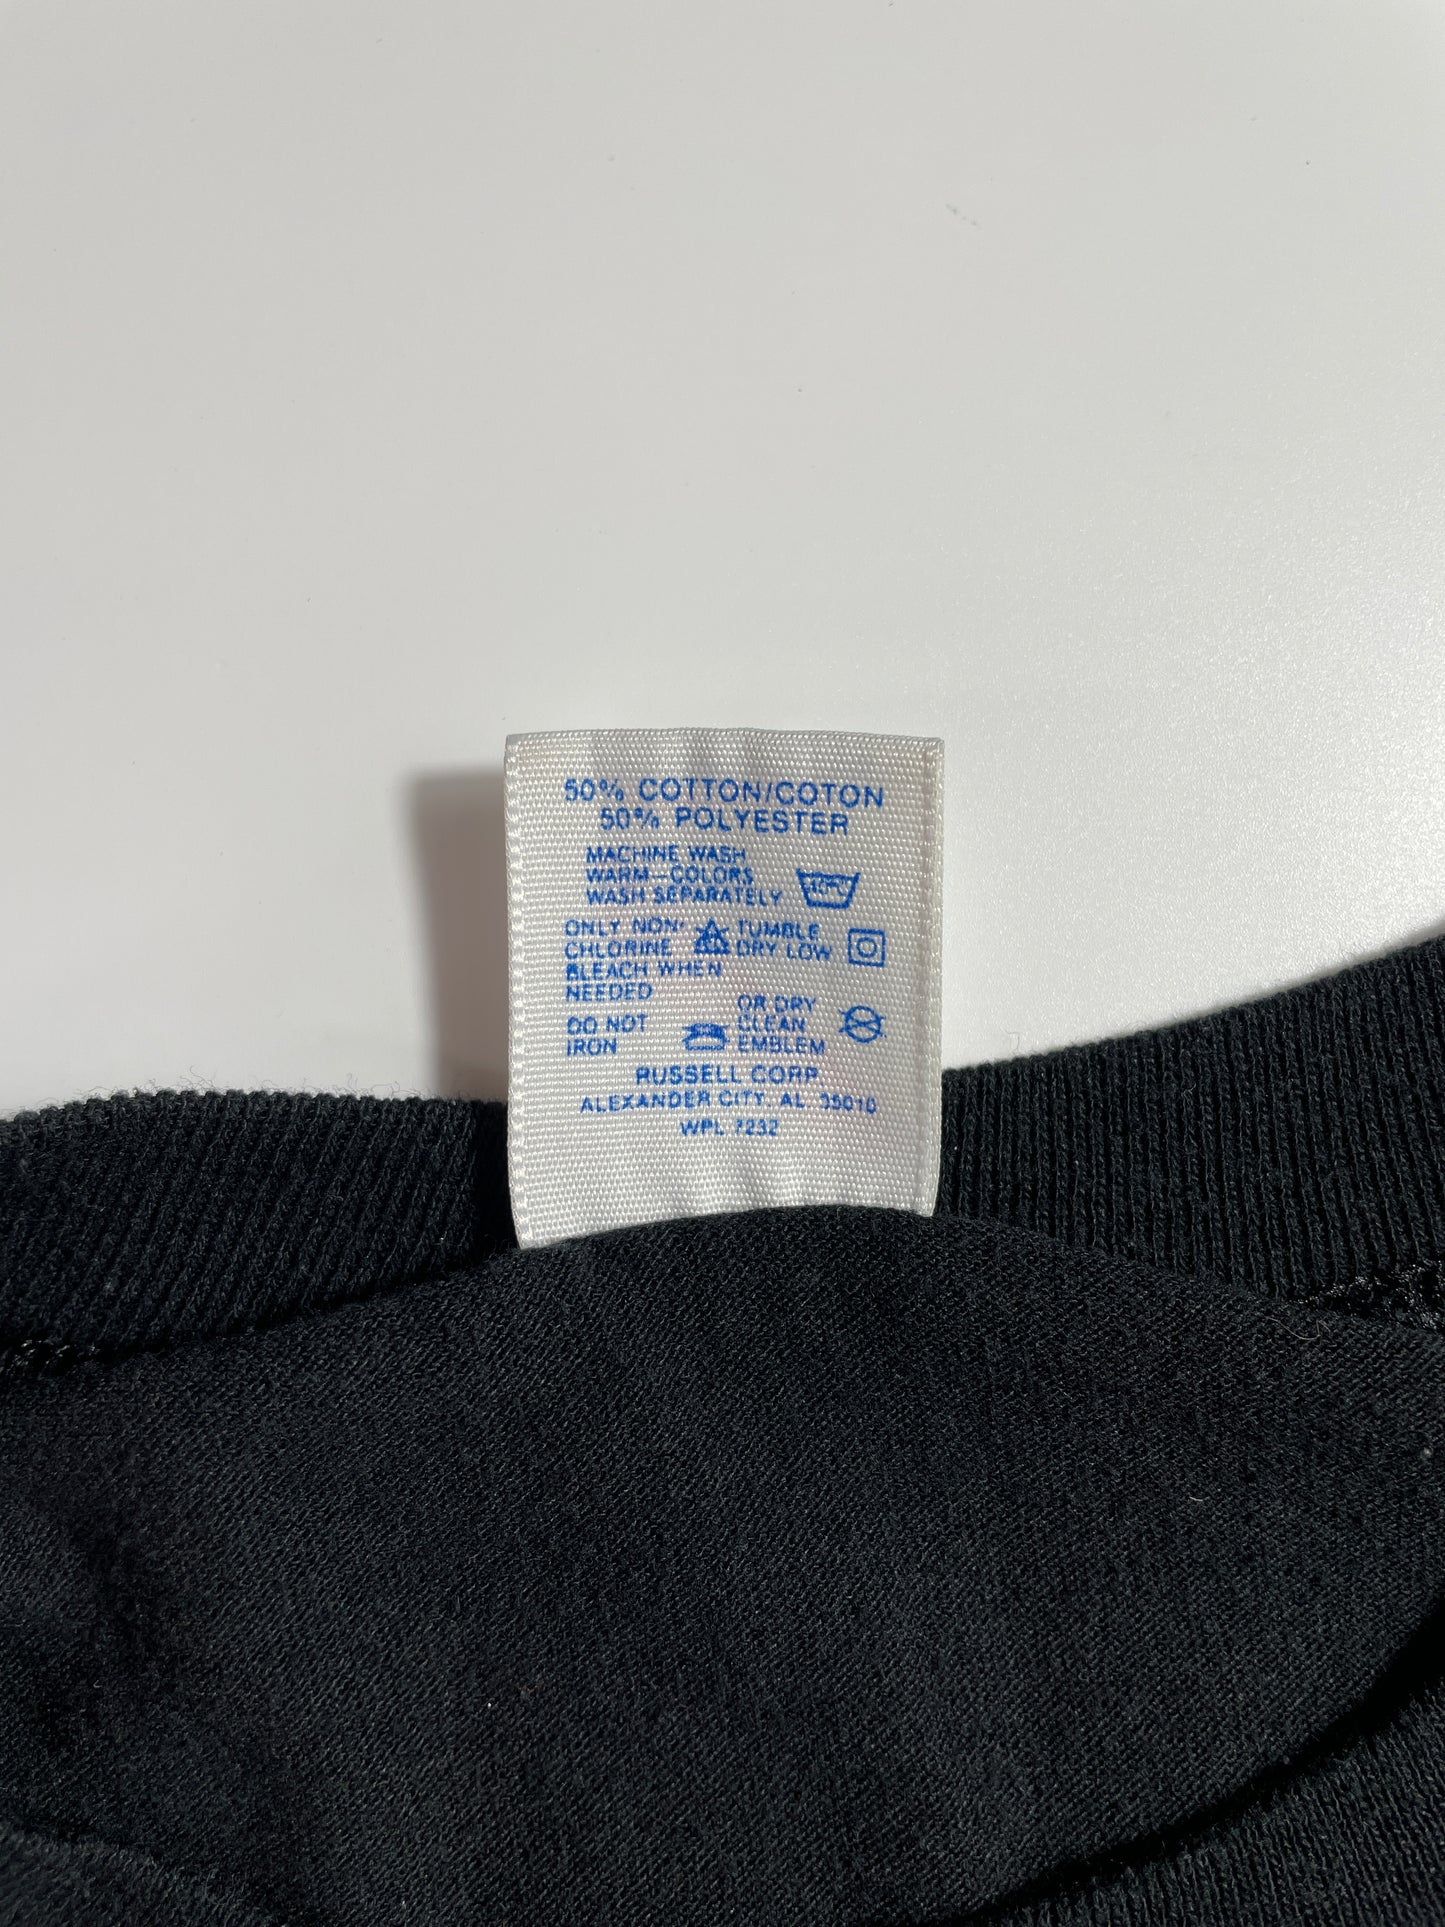 50% COTTON/COTON
50% POLYESTER
MACHINE WASH
WARM-COLORS
WASH SEPARATELY
40°C
ONLY NON-
CHLORINE
BLEACH WHEN
NEEDED
TUMBLE
DRY LOW
DO NOT
IRON
OR DRY
CLEAN
EMBLEM
RUSSELL CORP
ALEXANDER CITY, AL 35010
WPL 7232